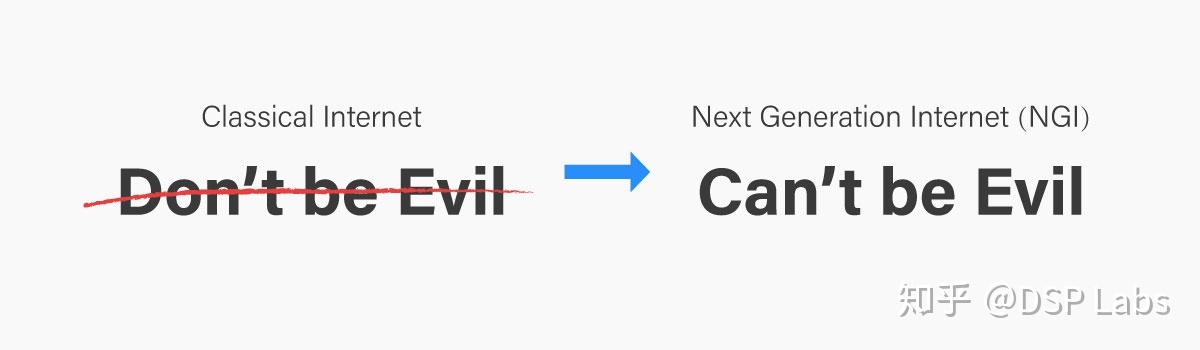 Classical Internet
Don't be Evil
Next Generation Internet (NGI)
Can't be Evil
知乎 @DSP Labs